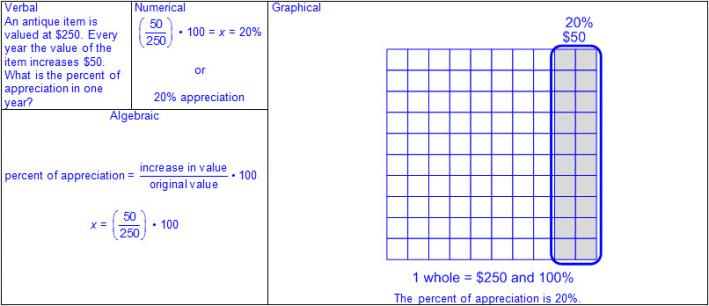 Verbal
An antique item is
valued at $250. Every
year the value of the
item increases $50.
What is the percent of
appreciation in one
year?
Numerical
(50/250) • 100 = x = 20%
or
20% appreciation
Algebraic
percent of appreciation = increase in value/original value • 100
x = (50/250) • 100
Graphical
20%
$50
1 whole = $250 and 100%
The percent of appreciation is 20%.